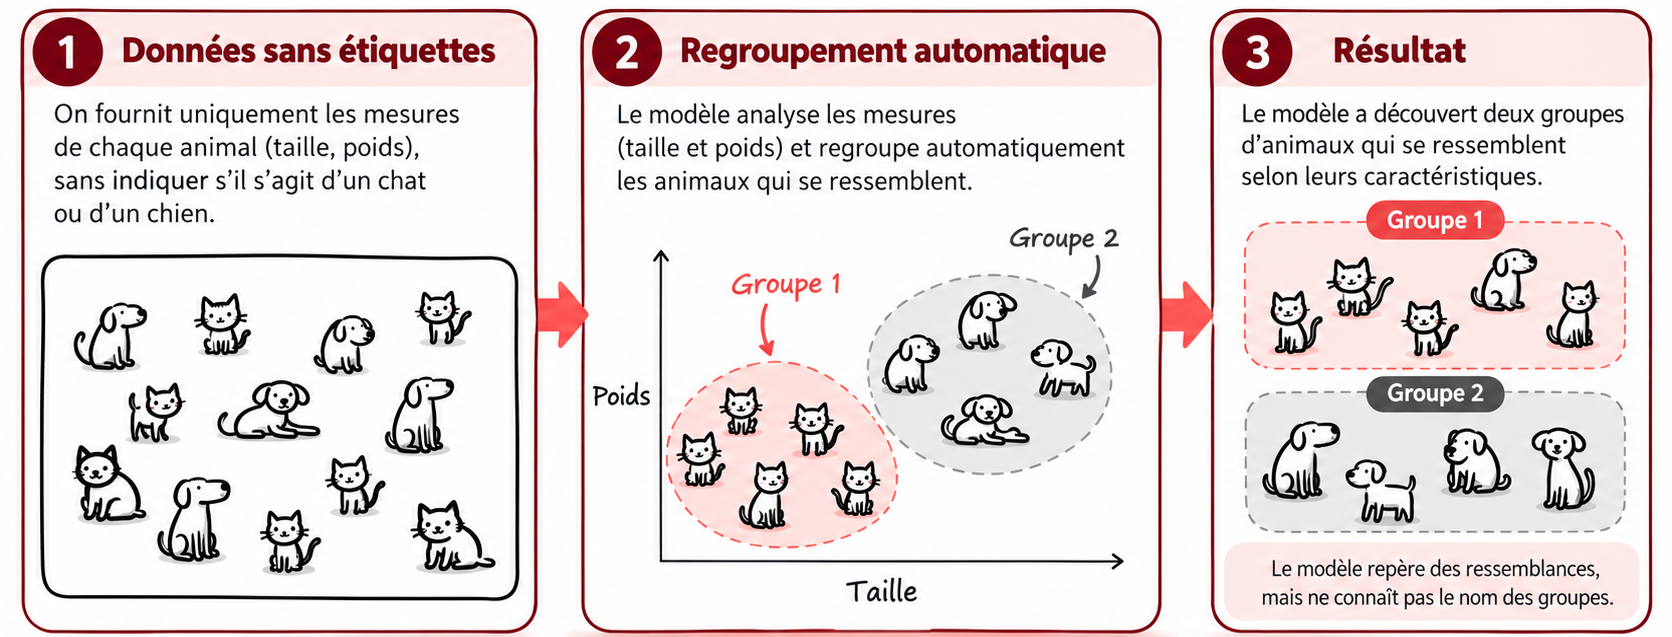 1 Données sans étiquettes
On fournit uniquement les mesures
de chaque animal (taille, poids),
sans indiquer s'il s'agit d'un chat
ou d'un chien.
2 Regroupement automatique
Le modèle analyse les mesures
(taille et poids) et regroupe automatiquement
les animaux qui se ressemblent.
Groupe 2
Groupe 1
Poids
Taille
3 Résultat
Le modèle a découvert deux groupes
d'animaux qui se ressemblent
selon leurs caractéristiques.
Groupe 1
Groupe 2
Le modèle repère des ressemblances,
mais ne connaît pas le nom des groupes.